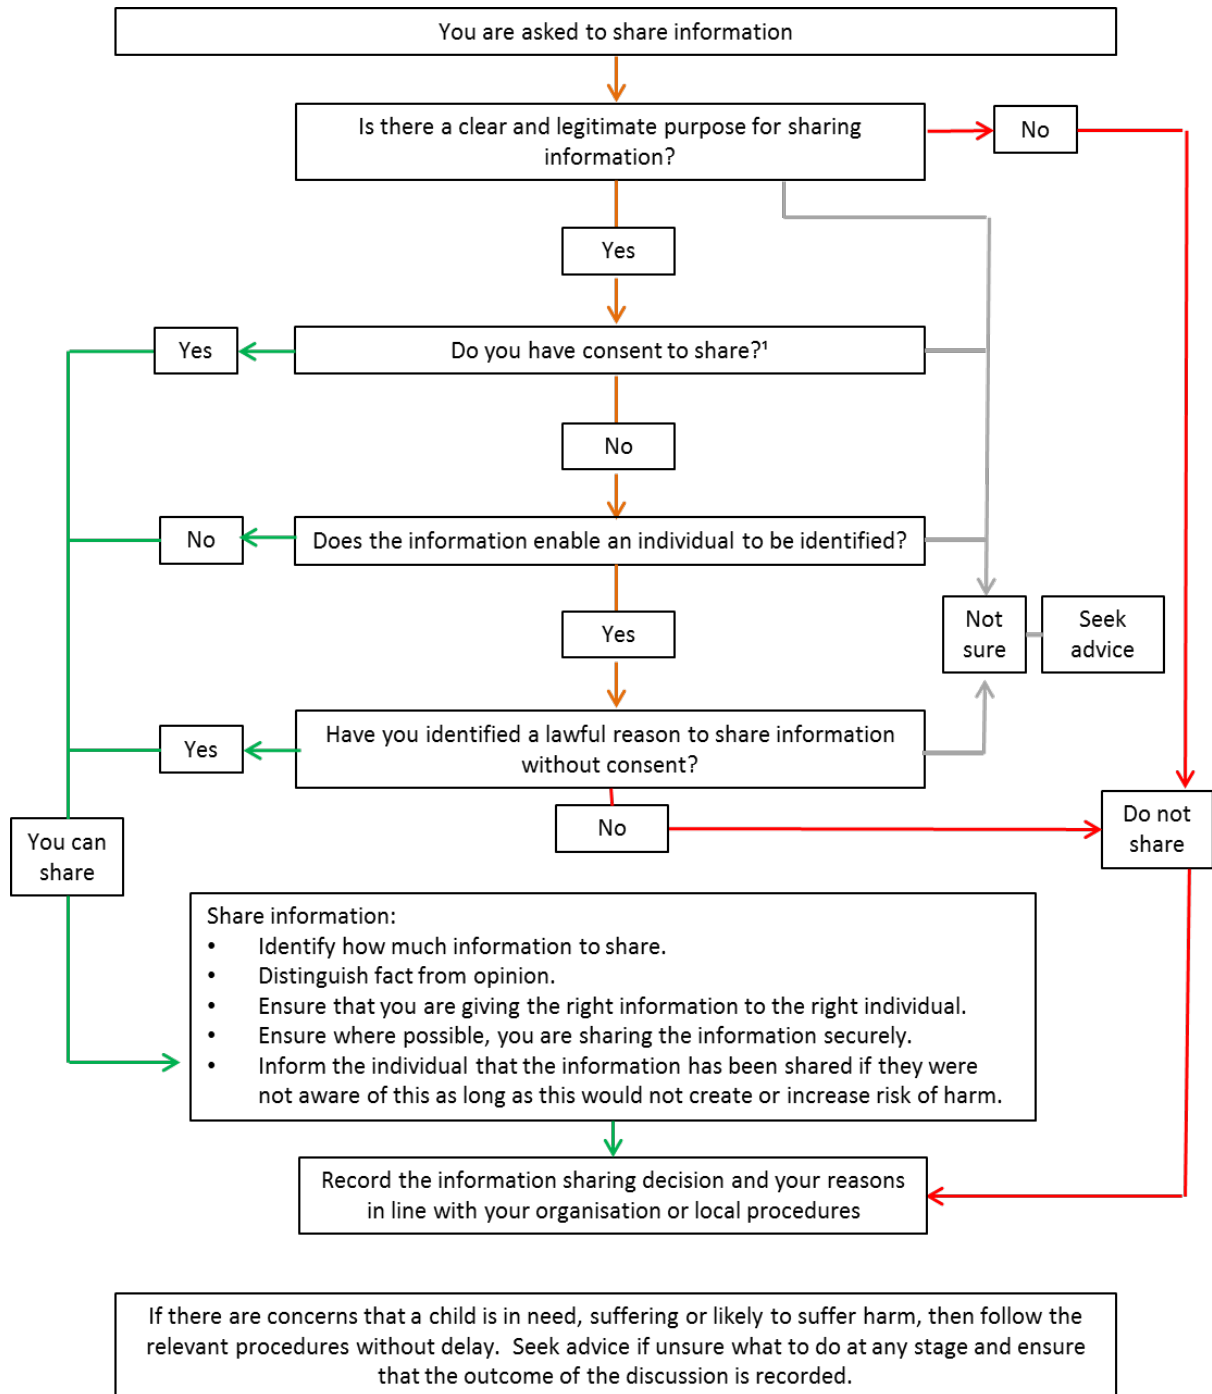 You are asked to share information
Is there a clear and legitimate purpose for sharing
information?
No
Yes
Yes
Do you have consent to share?¹
No
No
Does the information enable an individual to be identified?
Yes
Not
sure
Seek
advice
Yes
Have you identified a lawful reason to share information
without consent?
No
Do not
share
You can
share
Share information:
• Identify how much information to share.
• Distinguish fact from opinion.
• Ensure that you are giving the right information to the right individual.
• Ensure where possible, you are sharing the information securely.
• Inform the individual that the information has been shared if they were
not aware of this as long as this would not create or increase risk of harm.
Record the information sharing decision and your reasons
in line with your organisation or local procedures
If there are concerns that a child is in need, suffering or likely to suffer harm, then follow the
relevant procedures without delay.  Seek advice if unsure what to do at any stage and ensure
that the outcome of the discussion is recorded.